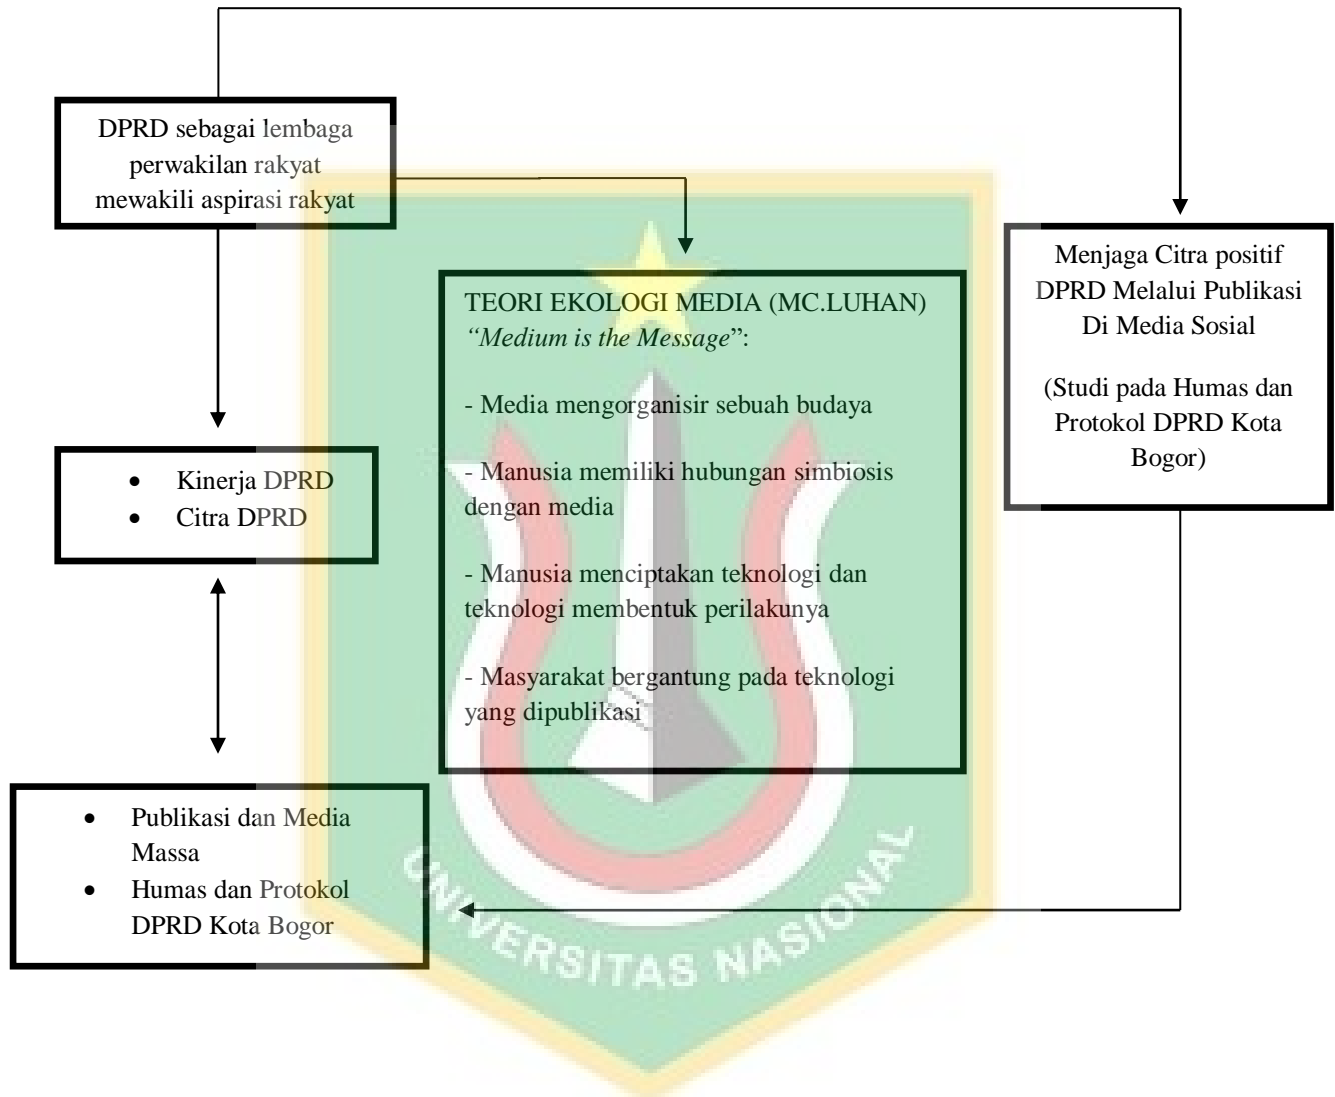 DPRD sebagai lembaga
perwakilan rakyat
mewakili aspirasi rakyat
TEORI EKOLOGI MEDIA (MC.LUHAN)
“Medium is the Message”:
- Media mengorganisir sebuah budaya
- Manusia memiliki hubungan simbiosis
dengan media
- Manusia menciptakan teknologi dan
teknologi membentuk perilakunya
- Masyarakat bergantung pada teknologi
yang dipublikasi
Menjaga Citra positif
DPRD Melalui Publikasi
Di Media Sosial
(Studi pada Humas dan
Protokol DPRD Kota
Bogor)
• Kinerja DPRD
• Citra DPRD
• Publikasi dan Media
Massa
• Humas dan Protokol
DPRD Kota Bogor
UNIVERSITAS NASIONAL